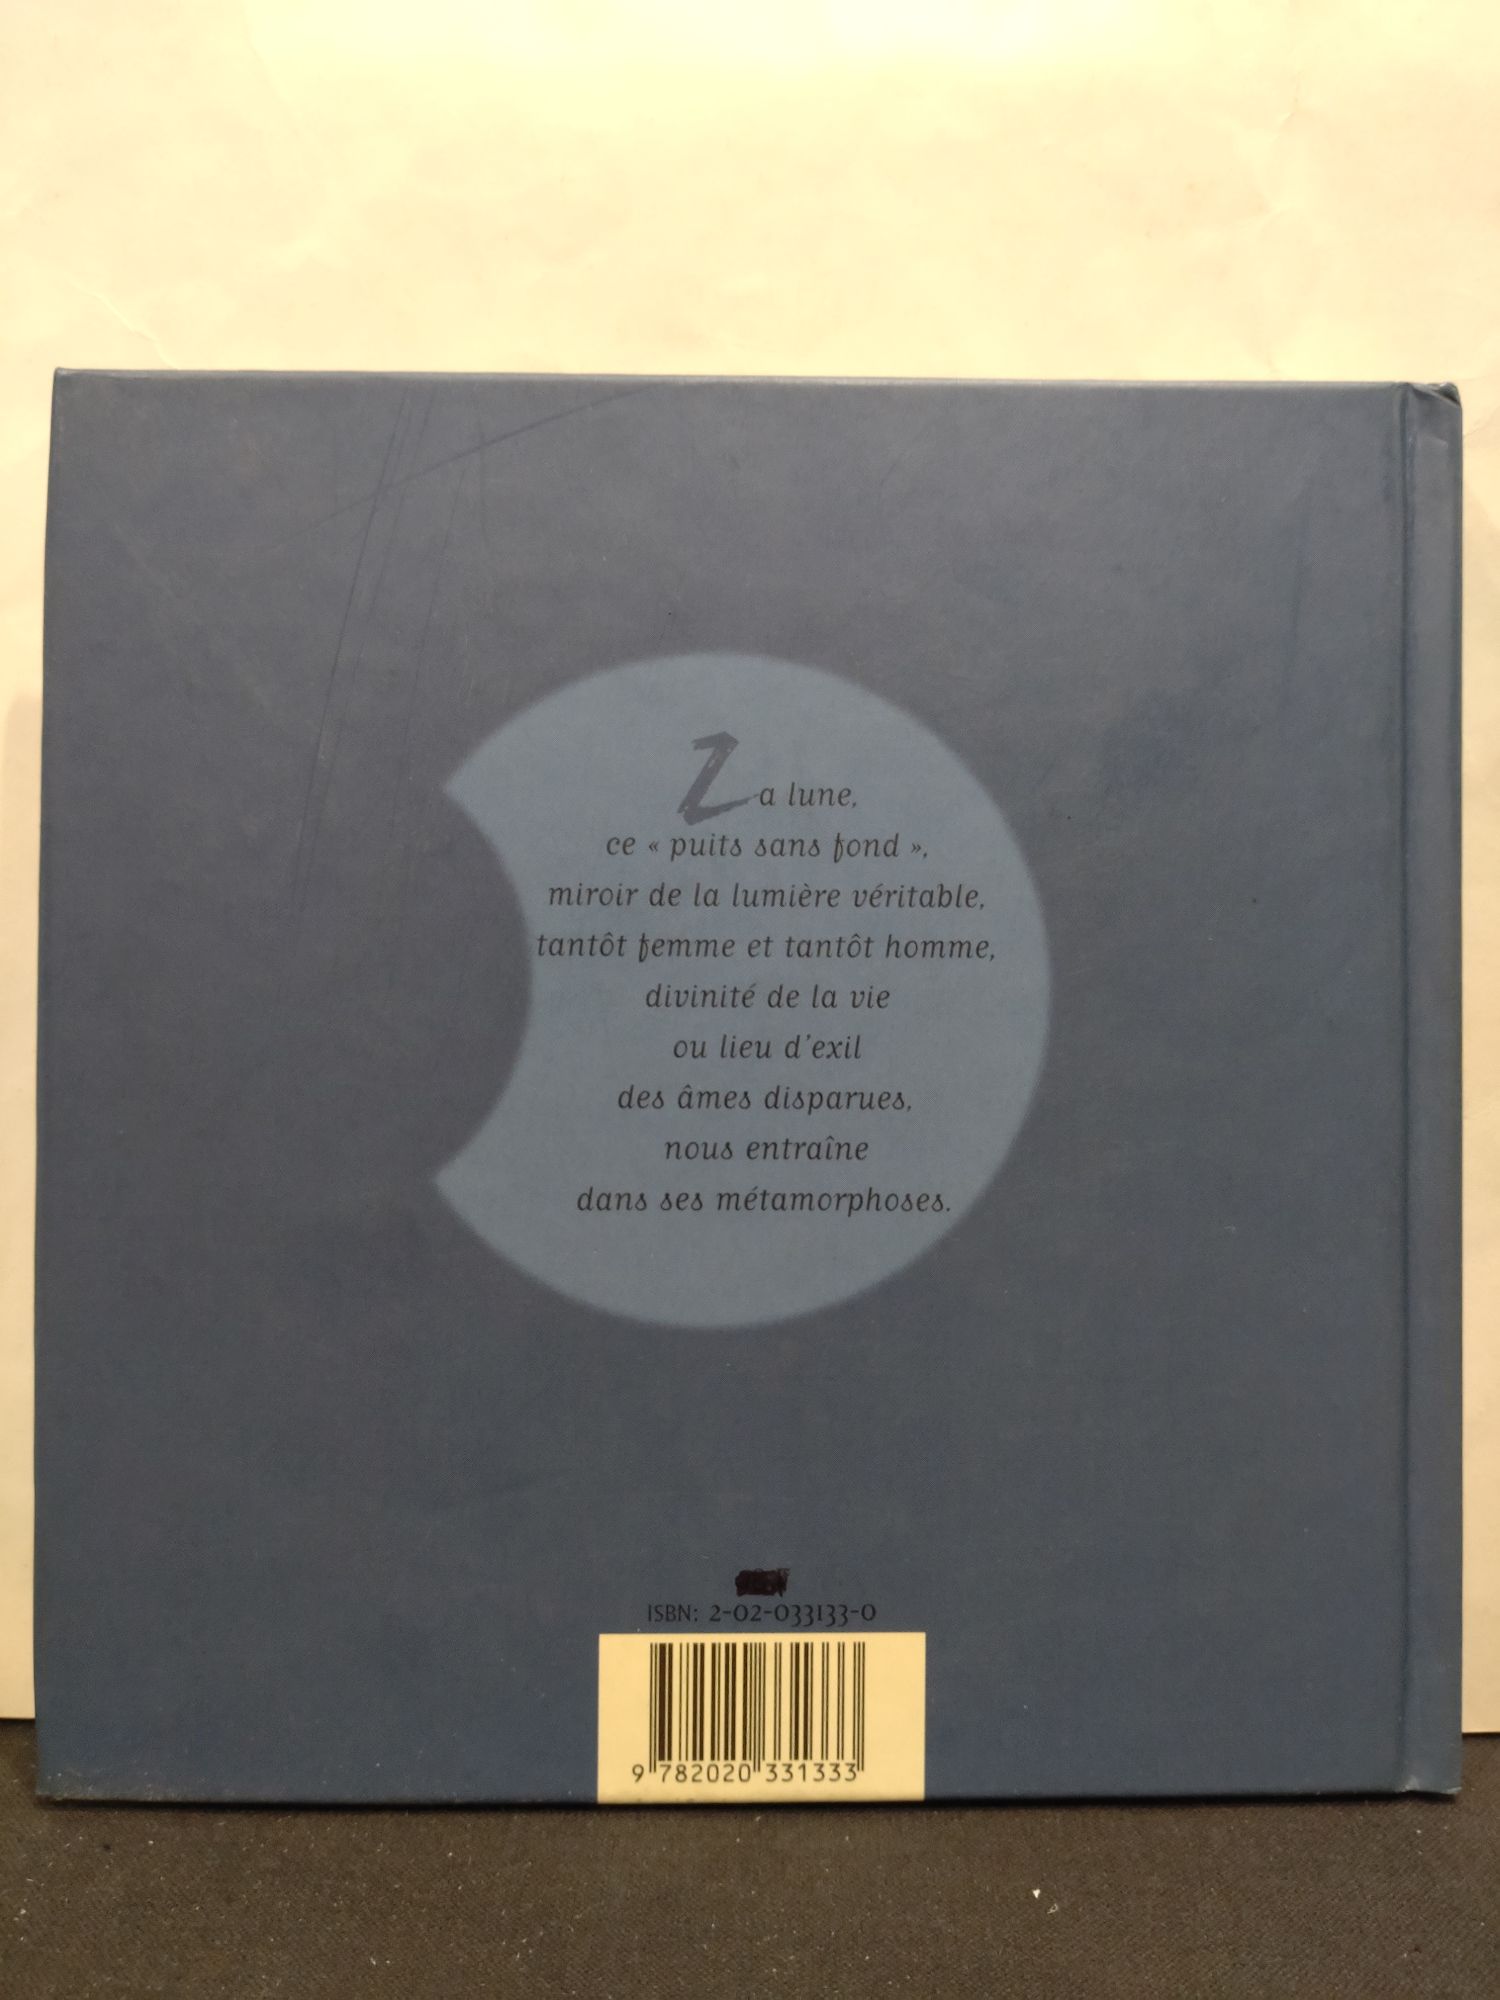 La lune,
ce « puits sans fond »,
miroir de la lumière véritable,
tantôt femme et tantôt homme,
divinité de la vie
ou lieu d'exil
des âmes disparues,
nous entraîne
dans ses métamorphoses.
ISBN: 2-02-033133-0
9 782020 331333